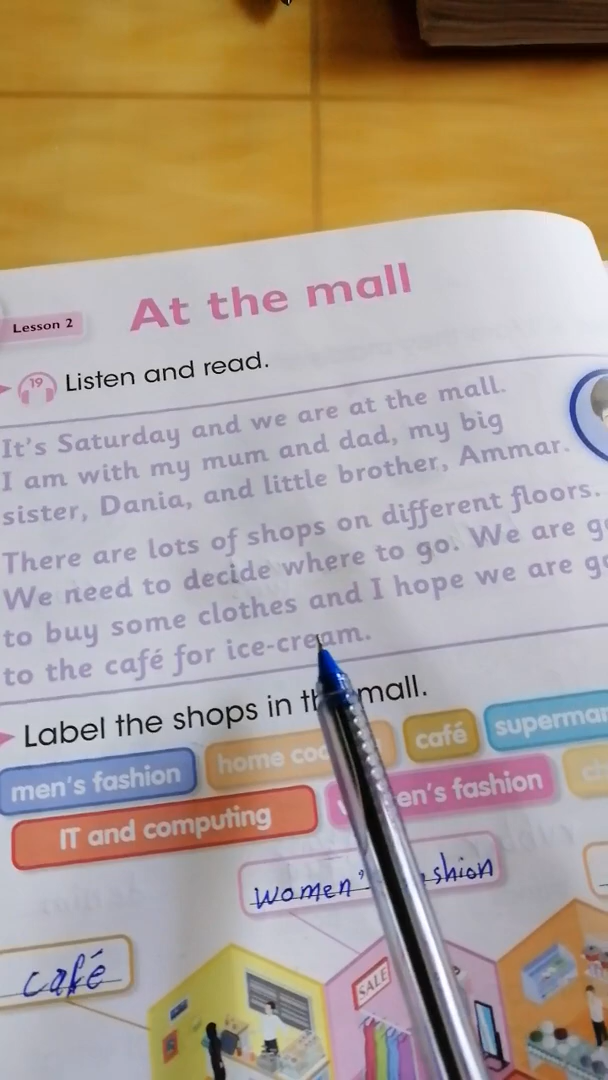 Lesson 2
At the mall
19 Listen and read.
It's Saturday and we are at the mall.
I am with my mum and dad, my big
sister, Dania, and little brother, Ammar.
There are lots of shops on different floors.
We need to decide where to go. We are
to buy some clothes and I hope we are
to the café for ice-cream.
Label the shops in mall.
men's fashion home café
IT and computing fashion
women'
café
SALE